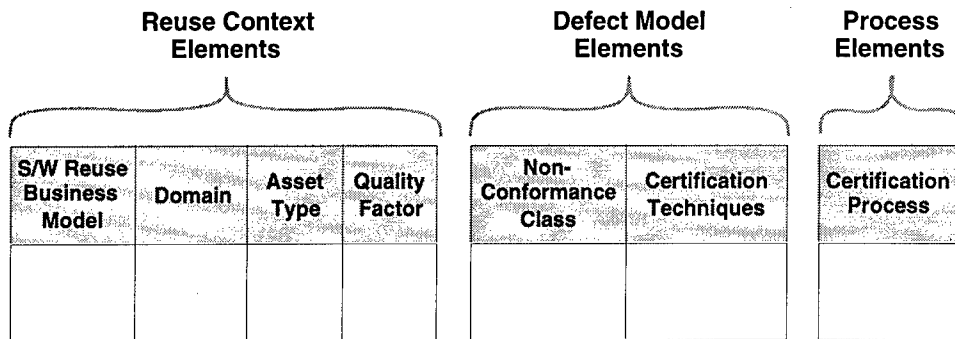 Reuse Context
Elements
Defect Model
Elements
Process
Elements
S/W Reuse
Business
Model
Domain
Asset
Type
Quality
Factor
Non-
Conformance
Class
Certification
Techniques
Certification
Process